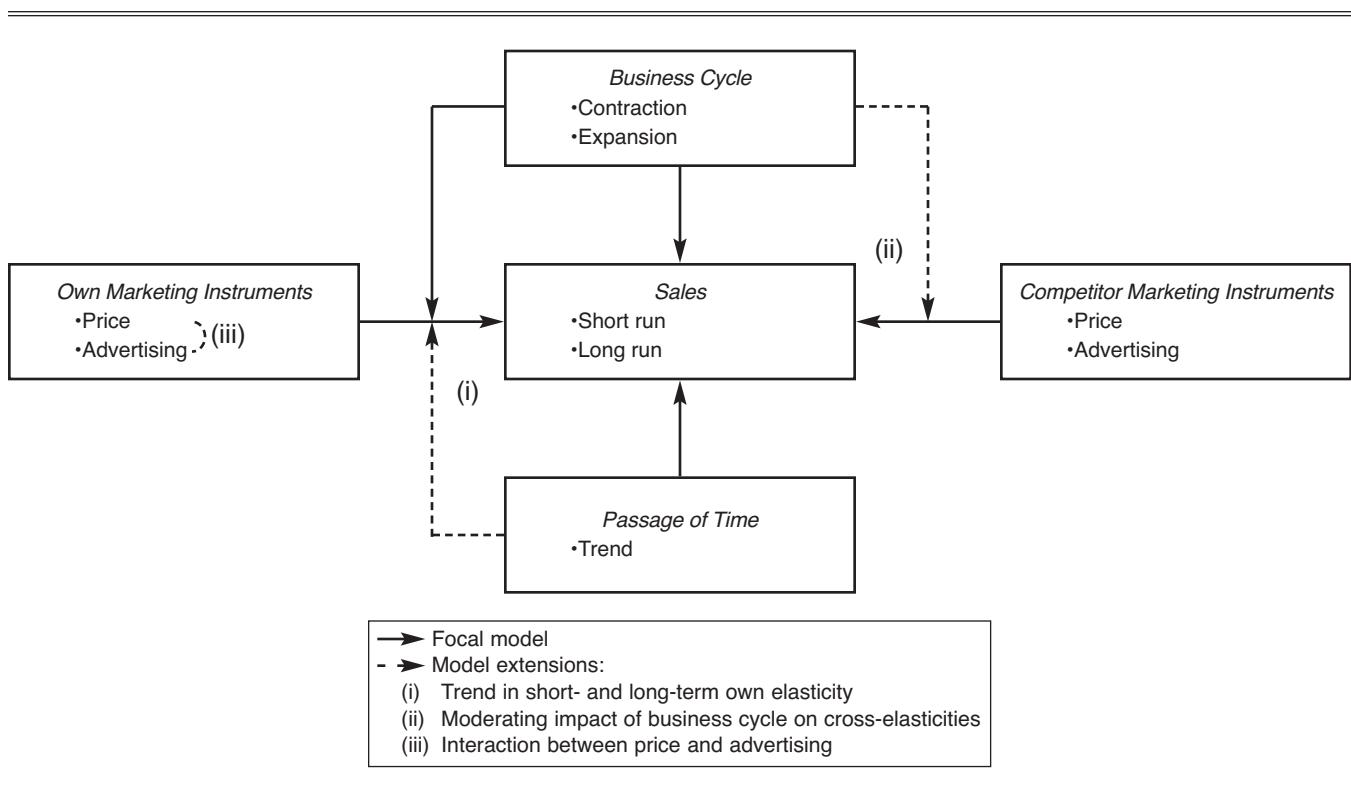 Business Cycle
•Contraction
•Expansion
(ii)
Own Marketing Instruments
•Price
•Advertising
(iii)
Sales
•Short run
•Long run
Competitor Marketing Instruments
•Price
•Advertising
(i)
Passage of Time
•Trend
Focal model
Model extensions:
(i) Trend in short- and long-term own elasticity
(ii) Moderating impact of business cycle on cross-elasticities
(iii) Interaction between price and advertising